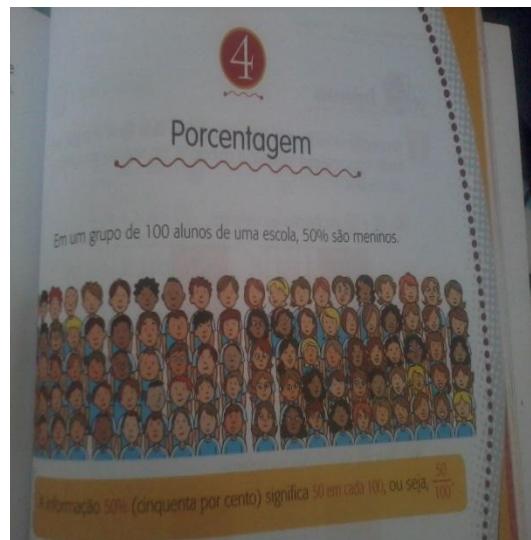 4
Porcentagem
Em um grupo de 100 alunos de uma escola, 50% são meninos.
A informação 50% (cinquenta por cento) significa 50 em cada 100, ou seja, 50/100.